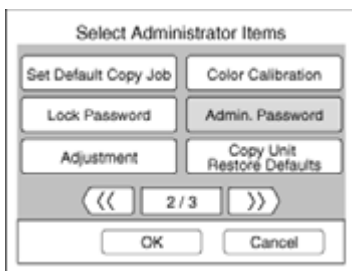 Select Administrator Items
Set Default Copy Job
Color Calibration
Lock Password
Admin. Password
Adjustment
Copy Unit
Restore Defaults
<< 2 / 3 >>
OK
Cancel